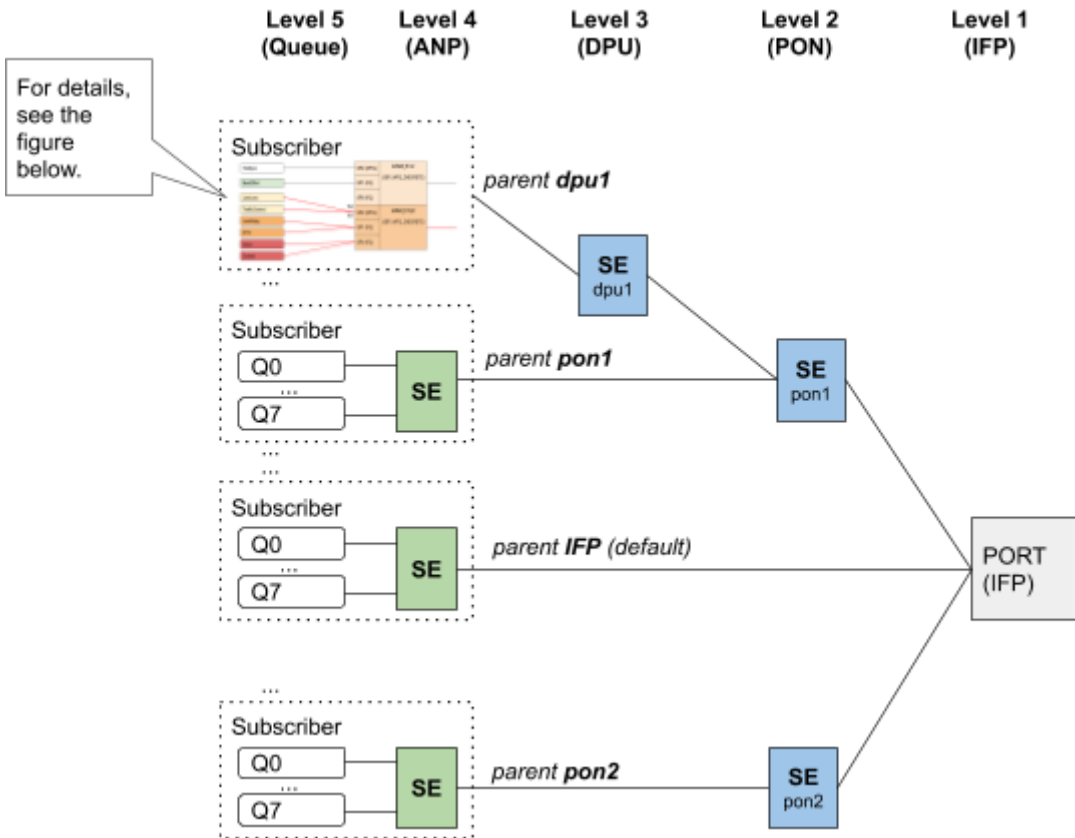 Level 5 Level 4 Level 3 Level 2 Level 1
(Queue) (ANP) (DPU) (PON) (IFP)
For details,
see the
figure
below.
Subscriber
parent dpu1
SE
dpu1
...
Subscriber
Q0
...
Q7
SE
parent pon1
SE
pon1
...
...
Subscriber
Q0
...
Q7
SE
parent IFP (default)
PORT
(IFP)
...
Subscriber
Q0
...
Q7
SE
parent pon2
SE
pon2